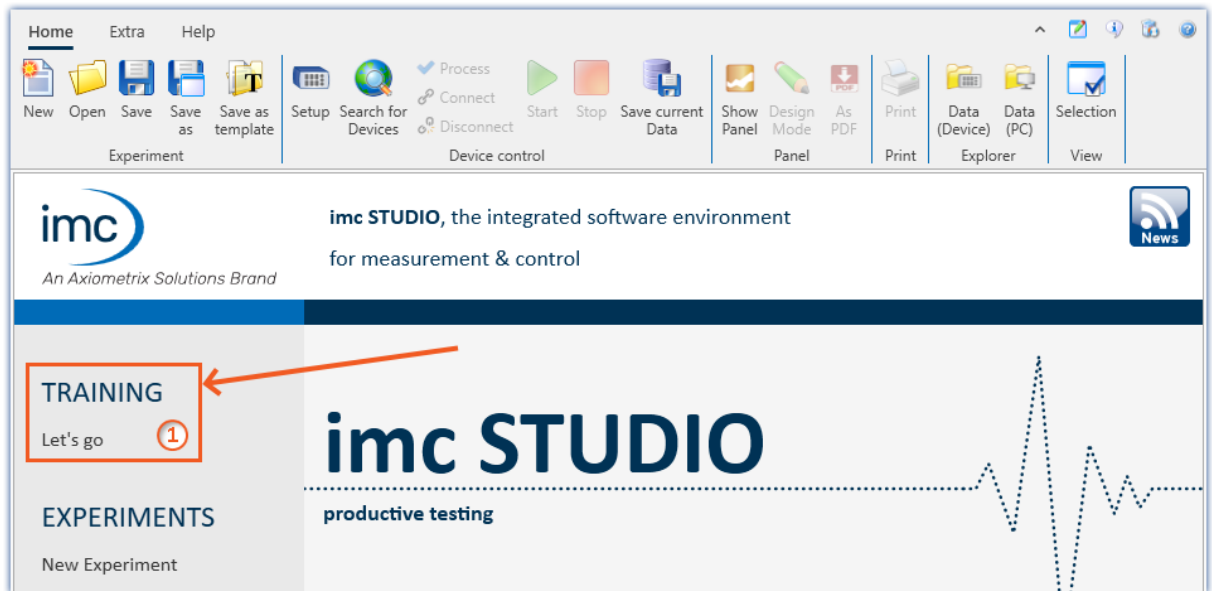 Home Extra Help
New Open Save Save as Save as template
Experiment
Setup Search for Devices Process Connect Disconnect Start Stop Save current Data
Device control
Show Panel Design Mode As PDF
PDF
Panel
Print
Print
Data (Device) Data (PC)
Explorer
Selection
View
imc
An Axiometrix Solutions Brand
imc STUDIO, the integrated software environment
for measurement & control
News
TRAINING
Let's go 1
EXPERIMENTS
New Experiment
imc STUDIO
productive testing